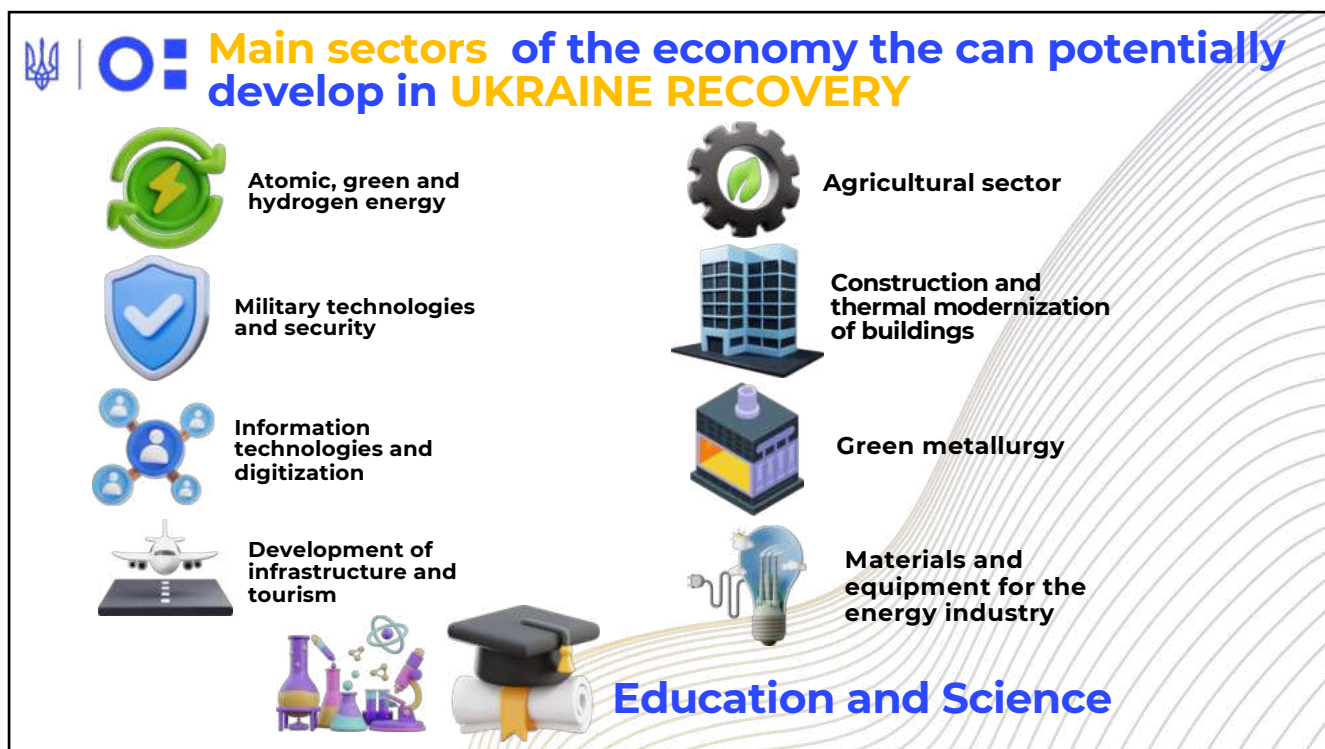 Main sectors of the economy the can potentially
develop in UKRAINE RECOVERY
Atomic, green and
hydrogen energy
Military technologies
and security
Information
technologies and
digitization
Development of
infrastructure and
tourism
Agricultural sector
Construction and
thermal modernization
of buildings
Green metallurgy
Materials and
equipment for the
energy industry
Education and Science